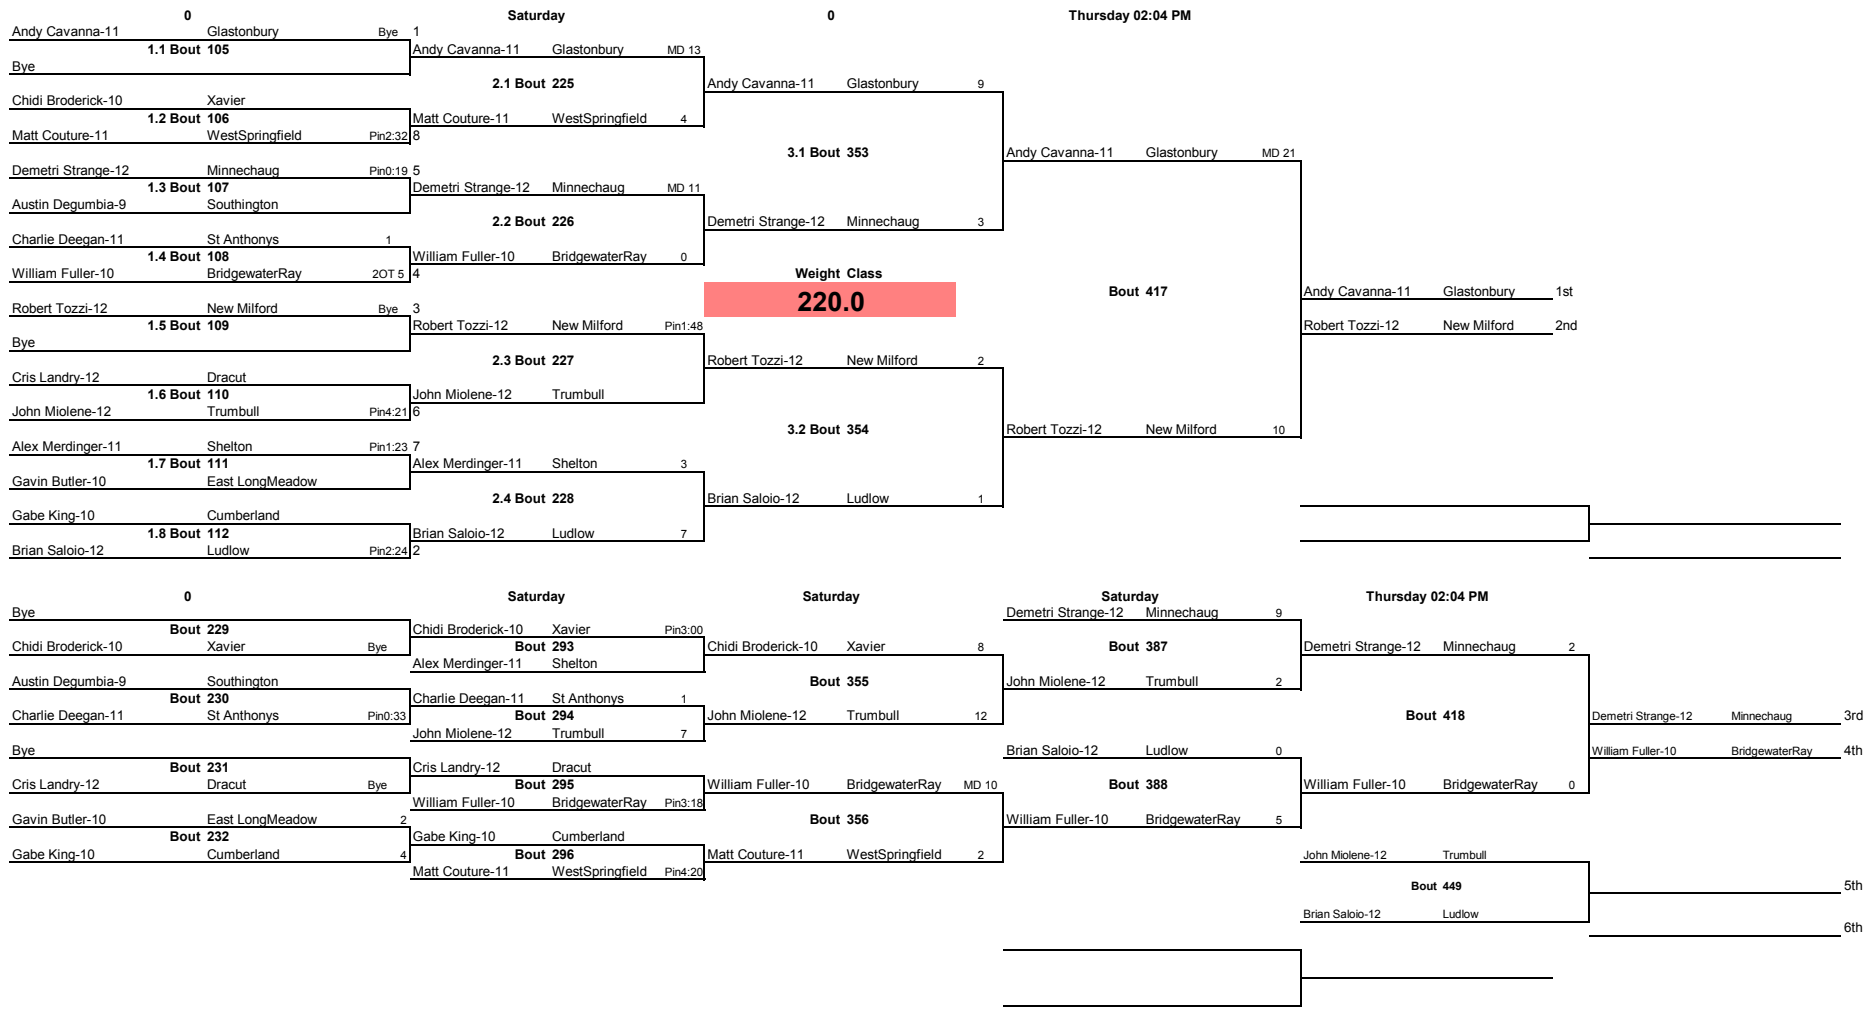 0 Saturday 0 Thursday 02:04 PM
Andy Cavanna-11 Glastonbury Bye 1
1.1 Bout 105 Andy Cavanna-11 Glastonbury MD 13
Bye
2.1 Bout 225 Andy Cavanna-11 Glastonbury 9
Chidi Broderick-10 Xavier
1.2 Bout 106 Matt Couture-11 WestSpringfield 4
Matt Couture-11 WestSpringfield Pin2:32 8
3.1 Bout 353 Andy Cavanna-11 Glastonbury MD 21
Demetri Strange-12 Minnechaug Pin0:19 5
1.3 Bout 107 Demetri Strange-12 Minnechaug MD 11
Austin Degumbia-9 Southington
2.2 Bout 226 Demetri Strange-12 Minnechaug 3
Charlie Deegan-11 St Anthonys 1
1.4 Bout 108 William Fuller-10 BridgewaterRay 0
William Fuller-10 BridgewaterRay 2OT 5 4 Weight Class
Bout 417 Andy Cavanna-11 Glastonbury 1st
220.0
Robert Tozzi-12 New Milford Bye 3
1.5 Bout 109 Robert Tozzi-12 New Milford Pin1:48 Robert Tozzi-12 New Milford 2nd
Bye
2.3 Bout 227 Robert Tozzi-12 New Milford 2
Cris Landry-12 Dracut
1.6 Bout 110 John Miolene-12 Trumbull
John Miolene-12 Trumbull Pin4:21 6
3.2 Bout 354 Robert Tozzi-12 New Milford 10
Alex Merdinger-11 Shelton Pin1:23 7
1.7 Bout 111 Alex Merdinger-11 Shelton 3
Gavin Butler-10 East LongMeadow
2.4 Bout 228 Brian Saloio-12 Ludlow 1
Gabe King-10 Cumberland
1.8 Bout 112 Brian Saloio-12 Ludlow 7
Brian Saloio-12 Ludlow Pin2:24 2
0 Saturday Saturday Saturday Thursday 02:04 PM
Bye Demetri Strange-12 Minnechaug 9
Bout 229 Chidi Broderick-10 Xavier Pin3:00
Chidi Broderick-10 Xavier Bye Bout 293 Chidi Broderick-10 Xavier 8 Bout 387 Demetri Strange-12 Minnechaug 2
Alex Merdinger-11 Shelton
Austin Degumbia-9 Southington Bout 355 John Miolene-12 Trumbull 2
Bout 230 Charlie Deegan-11 St Anthonys 1
Charlie Deegan-11 St Anthonys Pin0:33 Bout 294 John Miolene-12 Trumbull 12 Bout 418 Demetri Strange-12 Minnechaug 3rd
John Miolene-12 Trumbull 7
Bye Brian Saloio-12 Ludlow 0 William Fuller-10 BridgewaterRay 4th
Bout 231 Cris Landry-12 Dracut
Cris Landry-12 Dracut Bye Bout 295 William Fuller-10 BridgewaterRay MD 10 Bout 388 William Fuller-10 BridgewaterRay 0
William Fuller-10 BridgewaterRay Pin3:18
Gavin Butler-10 East LongMeadow 2 Bout 356 William Fuller-10 BridgewaterRay 5
Bout 232 Gabe King-10 Cumberland
Gabe King-10 Cumberland 4 Bout 296 Matt Couture-11 WestSpringfield 2 John Miolene-12 Trumbull
Matt Couture-11 WestSpringfield Pin4:20
Bout 449 5th
Brian Saloio-12 Ludlow
6th